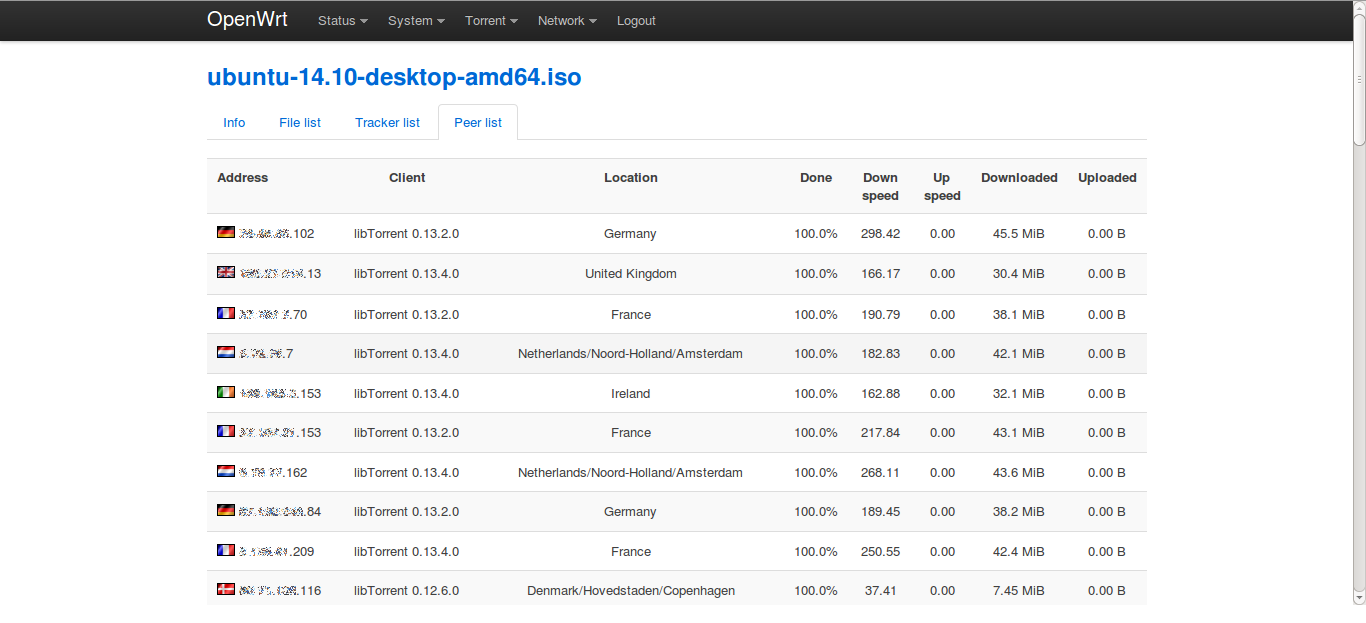 OpenWrt Status System Torrent Network Logout
ubuntu-14.10-desktop-amd64.iso
Info File list Tracker list Peer list
Address Client Location Done Down speed Up speed Downloaded Uploaded
.102 libTorrent 0.13.2.0 Germany 100.0% 298.42 0.00 45.5 MiB 0.00 B
.13 libTorrent 0.13.4.0 United Kingdom 100.0% 166.17 0.00 30.4 MiB 0.00 B
.70 libTorrent 0.13.2.0 France 100.0% 190.79 0.00 38.1 MiB 0.00 B
.7 libTorrent 0.13.4.0 Netherlands/Noord-Holland/Amsterdam 100.0% 182.83 0.00 42.1 MiB 0.00 B
.153 libTorrent 0.13.4.0 Ireland 100.0% 162.88 0.00 32.1 MiB 0.00 B
.153 libTorrent 0.13.2.0 France 100.0% 217.84 0.00 43.1 MiB 0.00 B
.162 libTorrent 0.13.4.0 Netherlands/Noord-Holland/Amsterdam 100.0% 268.11 0.00 43.6 MiB 0.00 B
.84 libTorrent 0.13.2.0 Germany 100.0% 189.45 0.00 38.2 MiB 0.00 B
.209 libTorrent 0.13.4.0 France 100.0% 250.55 0.00 42.4 MiB 0.00 B
.116 libTorrent 0.12.6.0 Denmark/Hovedstaden/Copenhagen 100.0% 37.41 0.00 7.45 MiB 0.00 B